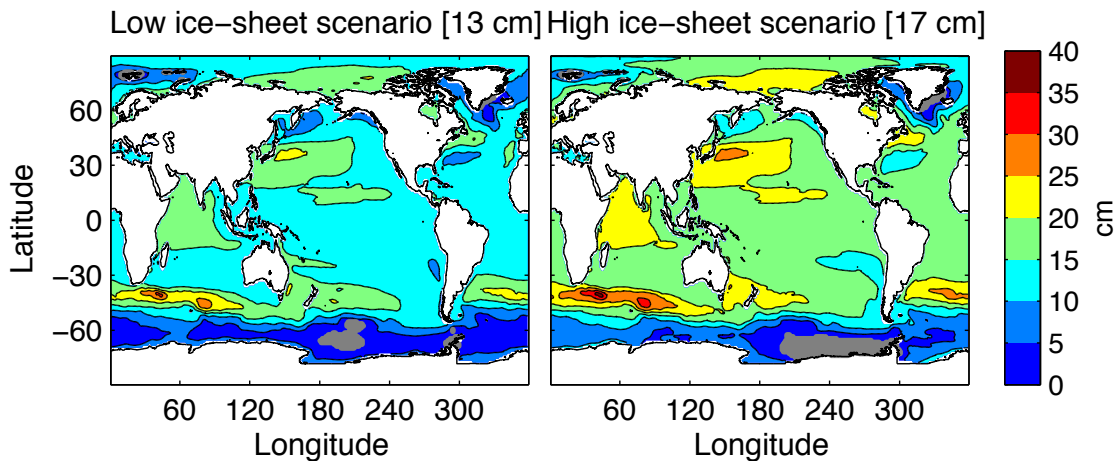 Low ice−sheet scenario [13 cm]
High ice−sheet scenario [17 cm]
Latitude
60
30
0
−30
−60
60 120 180 240 300
Longitude
60 120 180 240 300
Longitude
40
35
30
25
20
15
10
5
0
cm